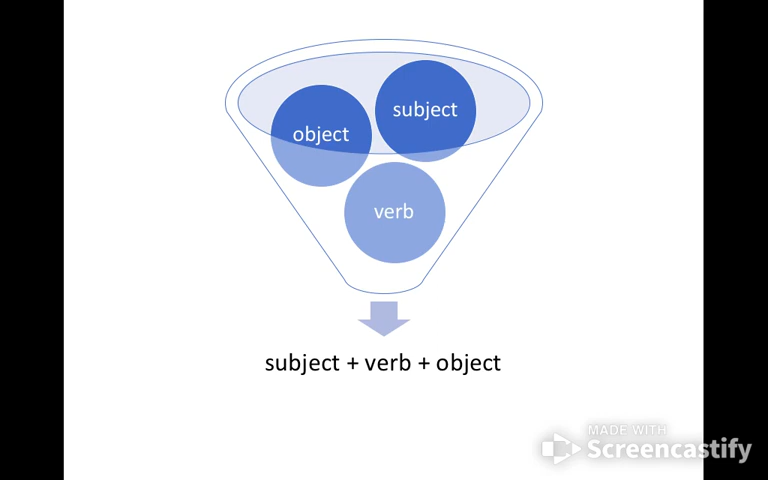 subject
object
verb
subject + verb + object
MADE WITH
Screencastify